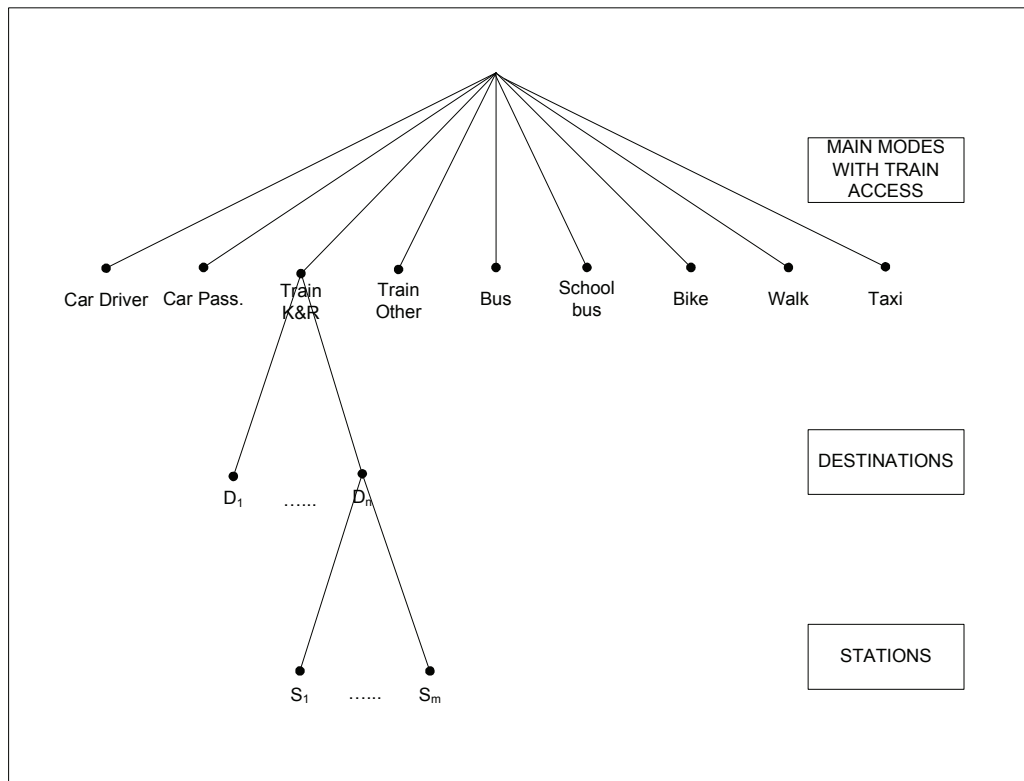 MAIN MODES
WITH TRAIN
ACCESS
Car Driver
Car Pass.
Train
K&R
Train
Other
Bus
School
bus
Bike
Walk
Taxi
DESTINATIONS
D₁
…...
Dₙ
STATIONS
S₁
…...
Sₘ